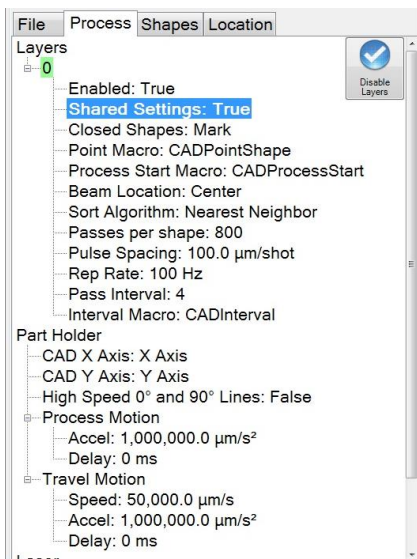 File Process Shapes Location
Layers
0
Disable
Layers
Enabled: True
Shared Settings: True
Closed Shapes: Mark
Point Macro: CADPointShape
Process Start Macro: CADProcessStart
Beam Location: Center
Sort Algorithm: Nearest Neighbor
Passes per shape: 800
Pulse Spacing: 100.0 µm/shot
Rep Rate: 100 Hz
Pass Interval: 4
Interval Macro: CADInterval
Part Holder
CAD X Axis: X Axis
CAD Y Axis: Y Axis
High Speed 0° and 90° Lines: False
Process Motion
Accel: 1,000,000.0 µm/s²
Delay: 0 ms
Travel Motion
Speed: 50,000.0 µm/s
Accel: 1,000,000.0 µm/s²
Delay: 0 ms